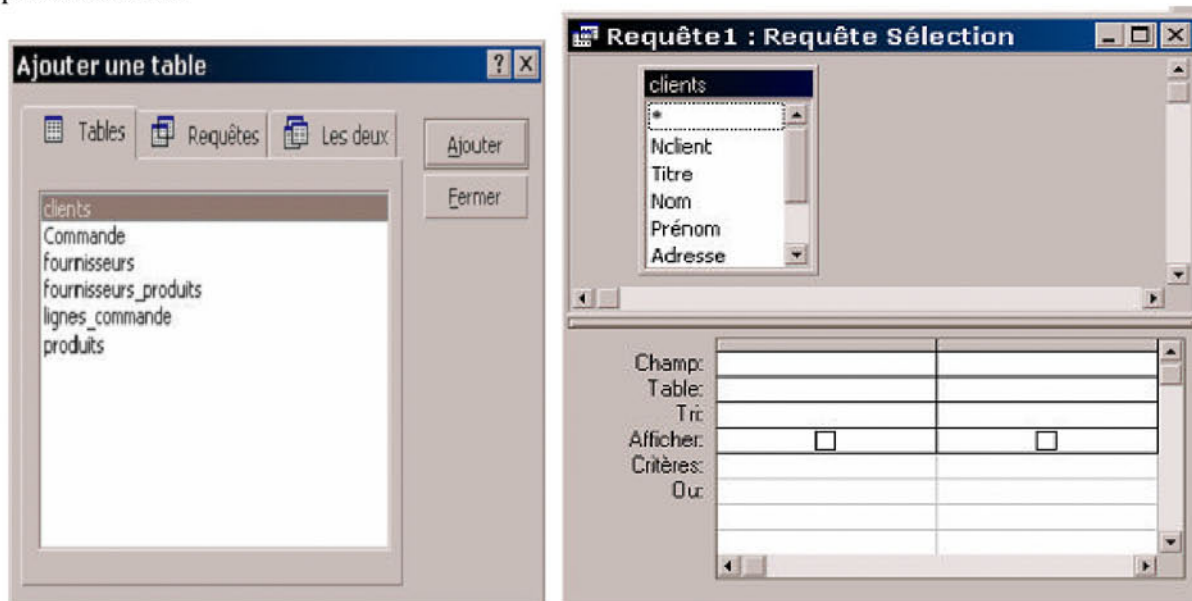 Ajouter une table
Tables
Requêtes
Les deux
Ajouter
Fermer
clients
Commande
fournisseurs
fournisseurs_produits
lignes_commande
produits
Requête1 : Requête Sélection
clients
*
Nclient
Titre
Nom
Prénom
Adresse
Champ:
Table:
Tri:
Afficher:
Critères:
Ou: